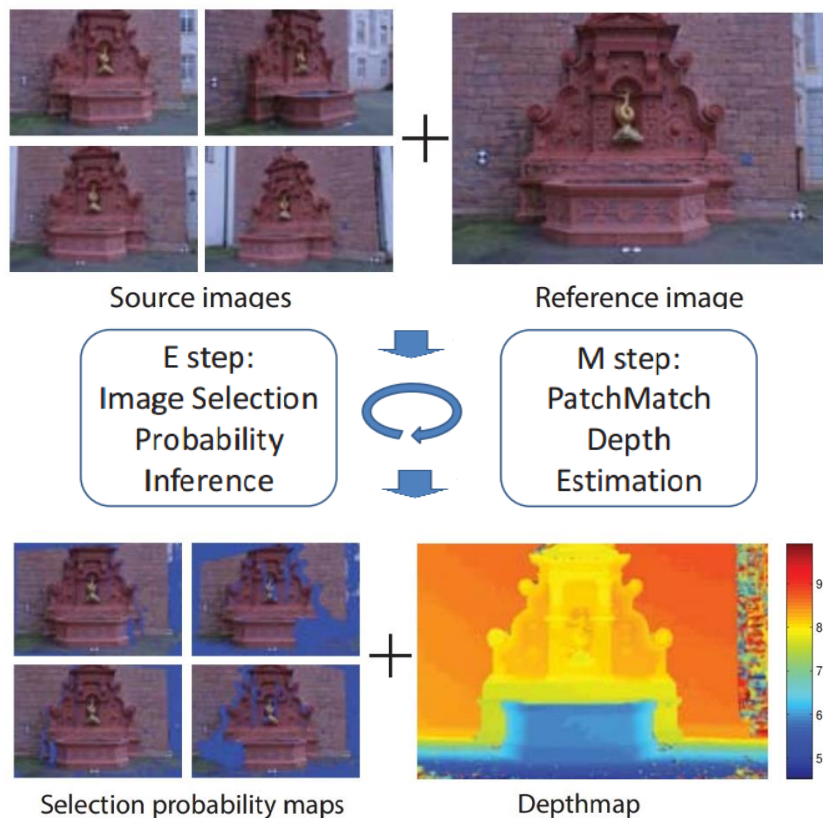 Source images
Reference image
E step:
Image Selection
Probability
Inference
M step:
PatchMatch
Depth
Estimation
9
8
7
6
5
Selection probability maps
Depthmap